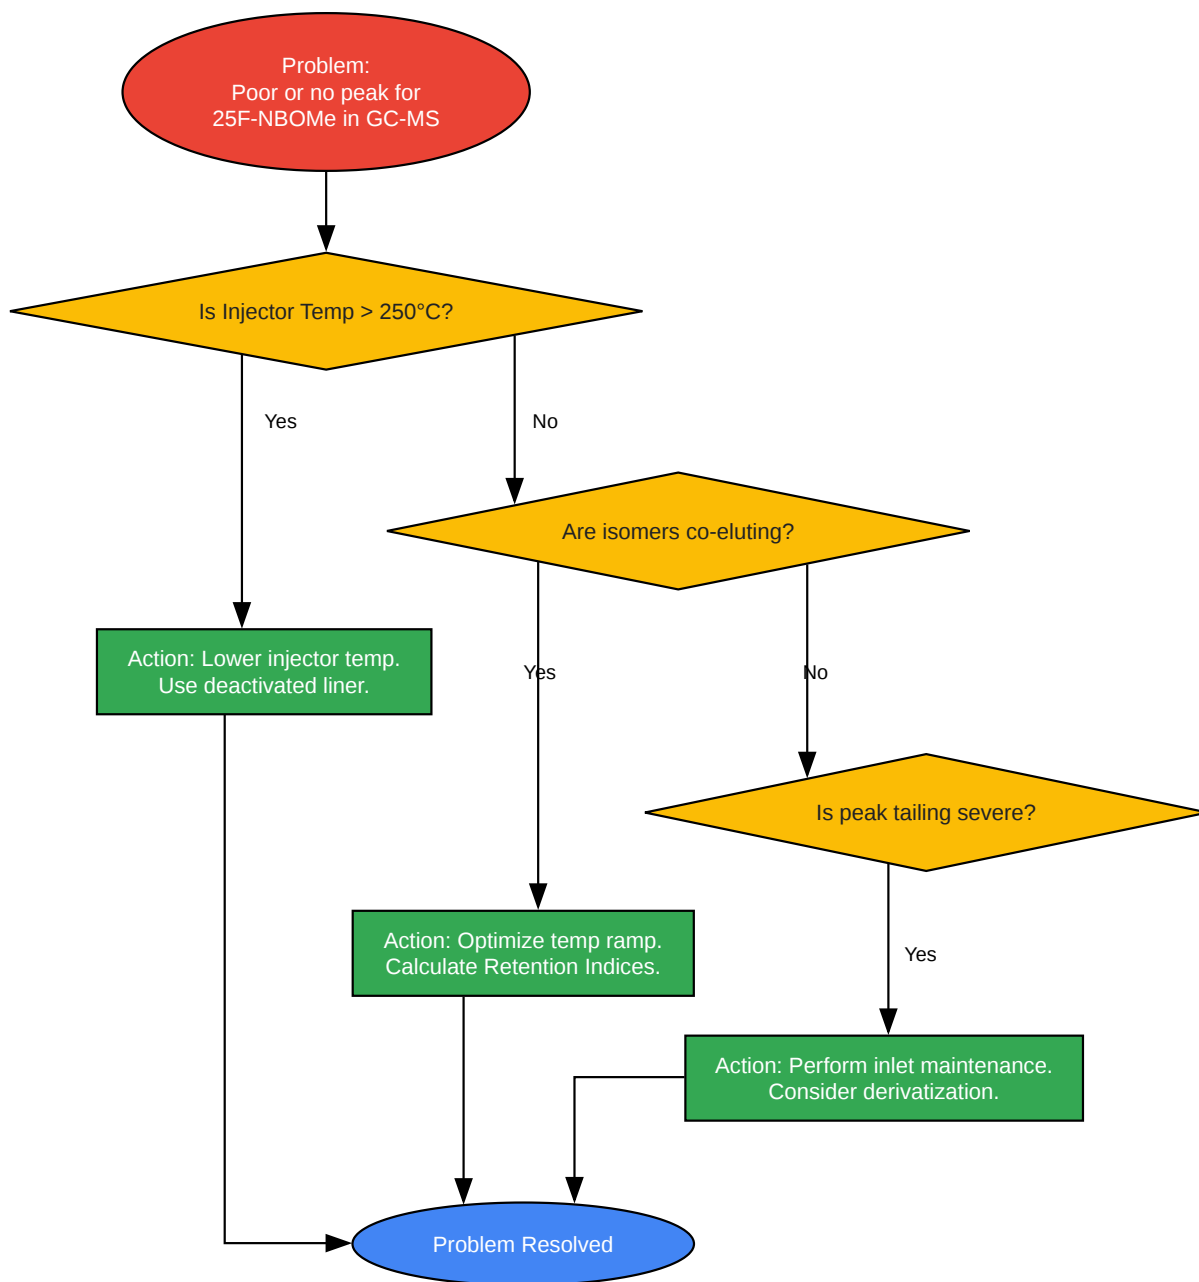 Problem:
Poor or no peak for
25F-NBOMe in GC-MS
Is Injector Temp > 250°C?
Yes
No
Are isomers co-eluting?
Action: Lower injector temp.
Use deactivated liner.
Yes
No
Is peak tailing severe?
Action: Optimize temp ramp.
Calculate Retention Indices.
Yes
Action: Perform inlet maintenance.
Consider derivatization.
Problem Resolved